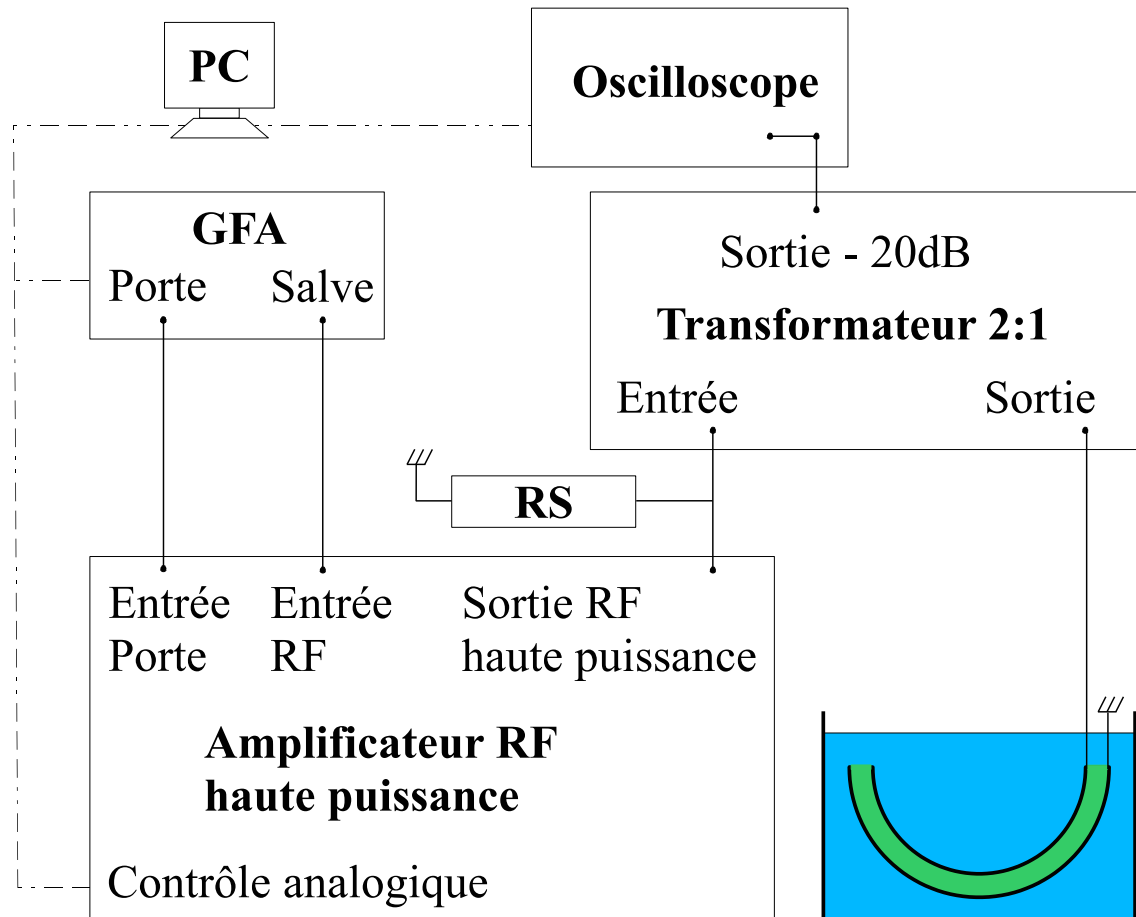 PC
Oscilloscope
GFA
Porte
Salve
Sortie - 20dB
Transformateur 2:1
Entrée
Sortie
RS
Entrée
Porte
Entrée
RF
Sortie RF
haute puissance
Amplificateur RF
haute puissance
Contrôle analogique